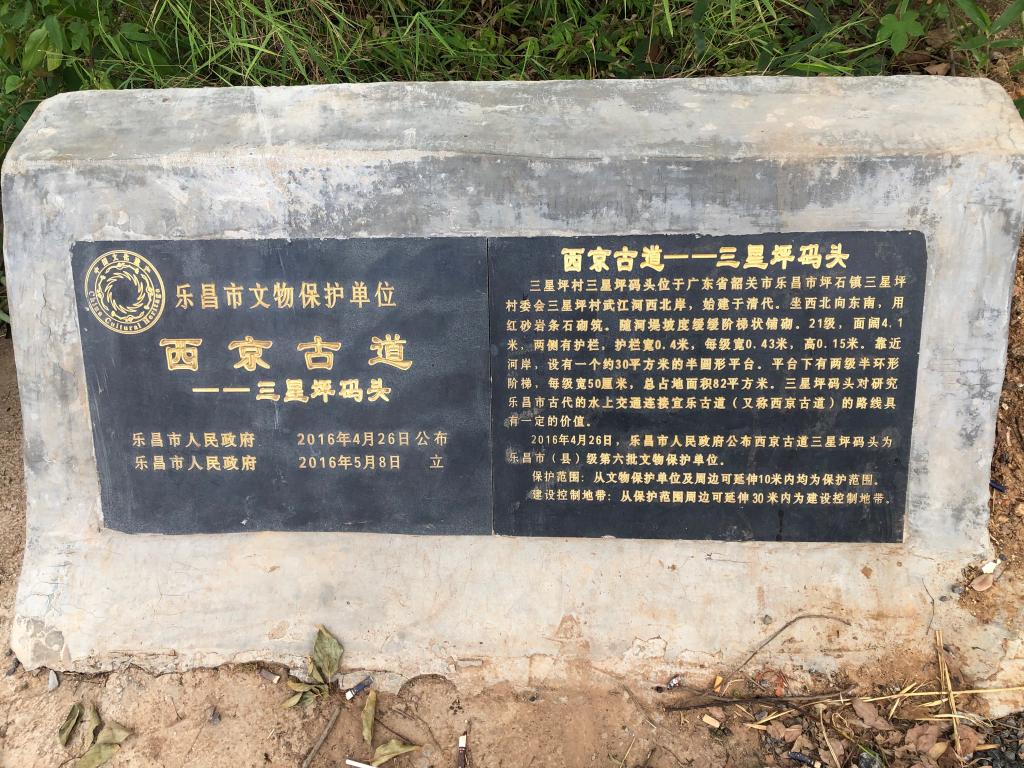 中国文化遗产
China Cultural Heritage
乐昌市文物保护单位
西京古道
——三星坪码头
乐昌市人民政府 2016年4月26日公布
乐昌市人民政府 2016年5月8日 立
西京古道——三星坪码头
三星坪村三星坪码头位于广东省韶关市乐昌市坪石镇三星坪
村委会三星坪村武江河西北岸，始建于清代。坐西北向东南，用
红砂岩条石砌筑。随河堤坡度缓缓阶梯状铺砌。21级，面阔4.1
米，两侧有护栏，护栏宽0.4米，每级宽0.43米，高0.15米。靠近
河岸，设有一个约30平方米的半圆形平台。平台下有两级半环形
阶梯，每级宽50厘米，总占地面积82平方米。三星坪码头对研究
乐昌市古代的水上交通连接宜乐古道（又称西京古道）的路线具
有一定的价值。
2016年4月26日，乐昌市人民政府公布西京古道三星坪码头为
乐昌市（县）级第六批文物保护单位。
保护范围：从文物保护单位及周边可延伸10米内均为保护范围。
建设控制地带：从保护范围周边可延伸30米内为建设控制地带。